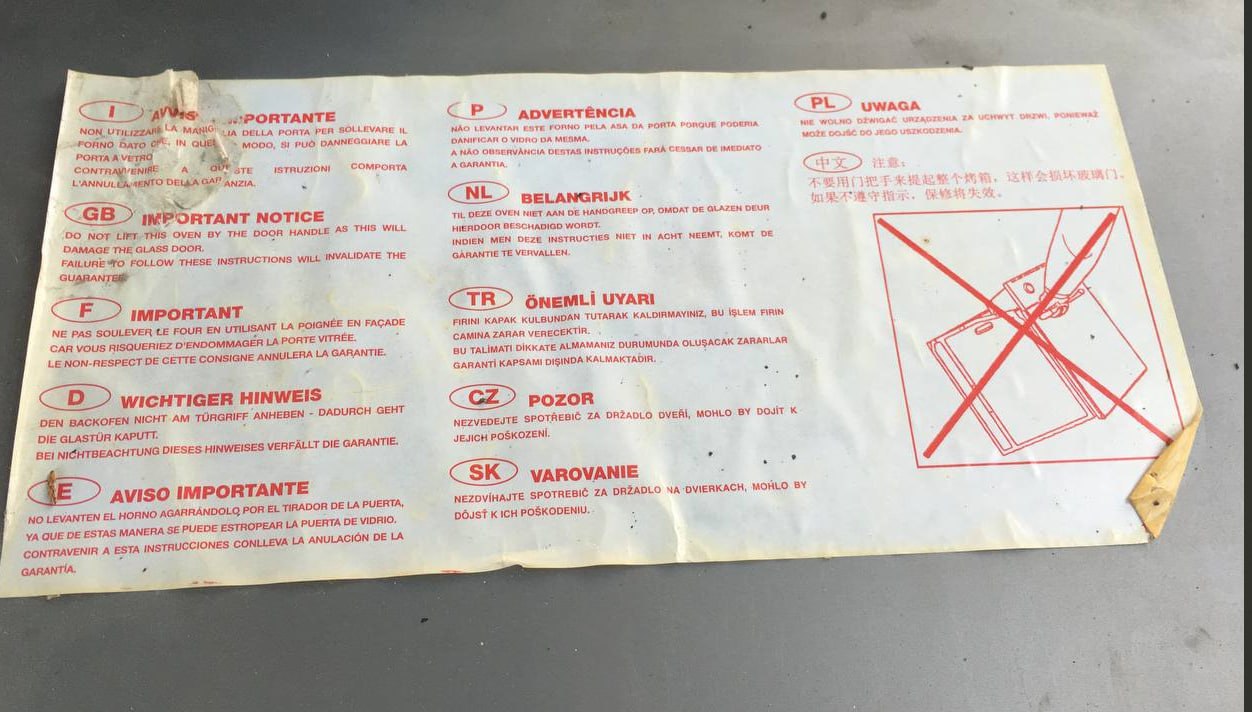 I
PORTANTE
NON UTILIZZARE LA DELLA PORTA PER SOLLEVARE IL
FORNO DATO IN MODO, SI PUÒ DANNEGGIARE LA
PORTA A VETRO
CONTRAVVENIRE A ISTRUZIONI COMPORTA
L'ANNULLAMENTO DELLA GARANZIA.
GB IMPORTANT NOTICE
DO NOT LIFT THIS OVEN BY THE DOOR HANDLE AS THIS WILL
DAMAGE THE GLASS DOOR.
FAILURE TO FOLLOW THESE INSTRUCTIONS WILL INVALIDATE THE
GUARANTEE.
F IMPORTANT
NE PAS SOULEVER LE FOUR EN UTILISANT LA POIGNÉE EN FAÇADE
CAR VOUS RISQUERIEZ D'ENDOMMAGER LA PORTE VITRÉE.
LE NON-RESPECT DE CETTE CONSIGNE ANNULERA LA GARANTIE.
D WICHTIGER HINWEIS
DEN BACKOFEN NICHT AM TÜRGRIFF ANHEBEN - DADURCH GEHT
DIE GLASTÜR KAPUTT.
BEI NICHTBEACHTUNG DIESES HINWEISES VERFÄLLT DIE GARANTIE.
E AVISO IMPORTANTE
NO LEVANTEN EL HORNO AGARRÁNDOLO POR EL TIRADOR DE LA PUERTA,
YA QUE DE ESTAS MANERA SE PUEDE ESTROPEAR LA PUERTA DE VIDRIO.
CONTRAVENIR A ESTA INSTRUCCIONES CONLLEVA LA ANULACIÓN DE LA
GARANTÍA.
P ADVERTÊNCIA
NÃO LEVANTAR ESTE FORNO PELA ASA DA PORTA PORQUE PODERIA
DANIFICAR O VIDRO DA MESMA.
A NÃO OBSERVÂNCIA DESTAS INSTRUÇÕES FARÁ CESSAR DE IMEDIATO
A GARANTIA.
NL BELANGRIJK
TIL DEZE OVEN NIET AAN DE HANDGREEP OP, OMDAT DE GLAZEN DEUR
HIERDOOR BESCHADIGD WORDT.
INDIEN MEN DEZE INSTRUCTIES NIET IN ACHT NEEMT, KOMT DE
GARANTIE TE VERVALLEN.
TR ÖNEMLİ UYARI
FIRINI KAPAK KULBUNDAN TUTARAK KALDIRMAYINIZ, BU İŞLEM FIRIN
CAMINA ZARAR VERECEKTİR.
BU TALİMATI DİKKATE ALMAMANIZ DURUMUNDA OLUŞACAK ZARARLAR
GARANTİ KAPSAMI DIŞINDA KALMAKTADIR.
CZ POZOR
NEZVEDEJTE SPOTŘEBIČ ZA DRŽADLO DVEŘÍ, MOHLO BY DOJÍT K
JEJICH POŠKOZENÍ.
SK VAROVANIE
NEZDVÍHAJTE SPOTREBIČ ZA DRŽADLO NA DVIERKACH, MOHLO BY
DÔJSŤ K ICH POŠKODENIU.
PL UWAGA
NIE WOLNO DŹWIGAĆ URZĄDZENIA ZA UCHWYT DRZWI, PONIEWAŻ
MOŻE DOJŚĆ DO JEGO USZKODZENIA.
中文 注意:
不要用门把手来提起整个烤箱,这样会损坏玻璃门。
如果不遵守指示,保修将失效。